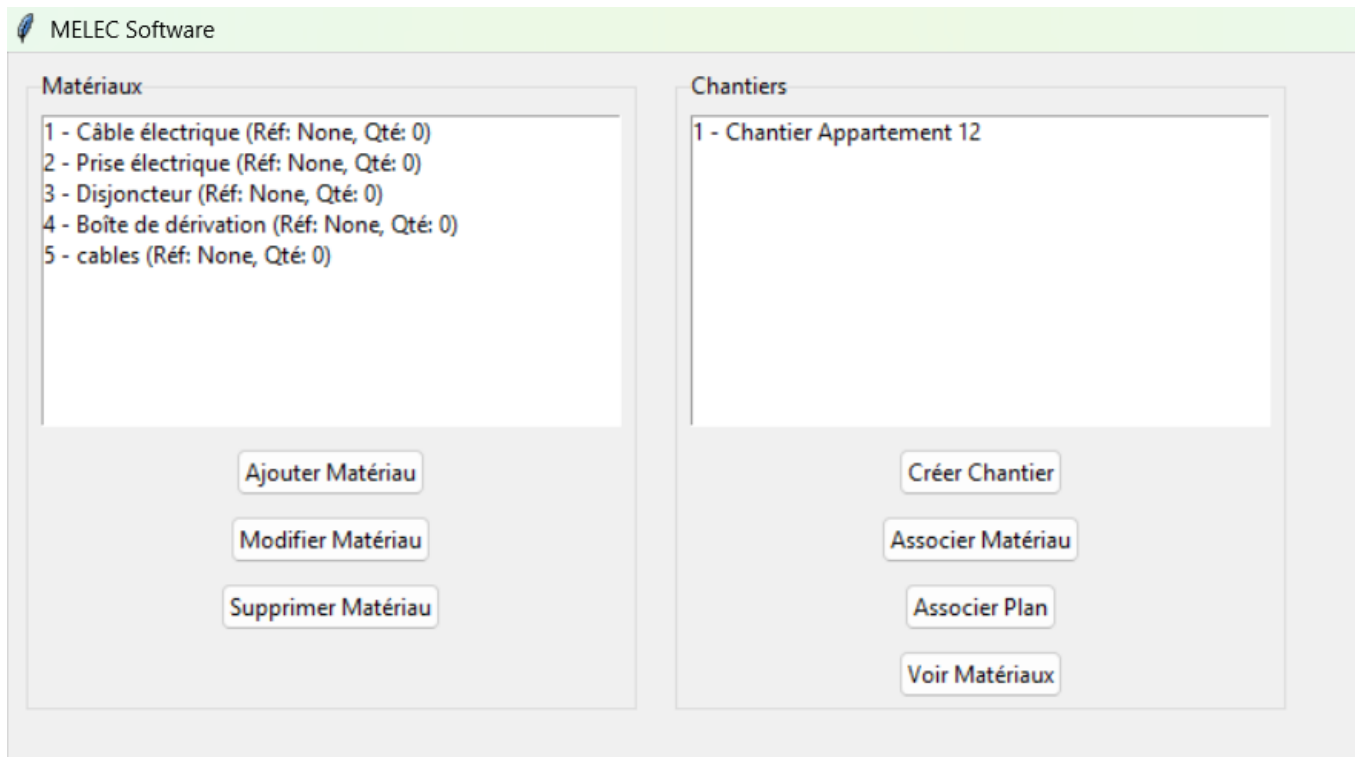 MELEC Software
Matériaux
1 - Câble électrique (Réf: None, Qté: 0)
2 - Prise électrique (Réf: None, Qté: 0)
3 - Disjoncteur (Réf: None, Qté: 0)
4 - Boîte de dérivation (Réf: None, Qté: 0)
5 - cables (Réf: None, Qté: 0)
Ajouter Matériau
Modifier Matériau
Supprimer Matériau
Chantiers
1 - Chantier Appartement 12
Créer Chantier
Associer Matériau
Associer Plan
Voir Matériaux